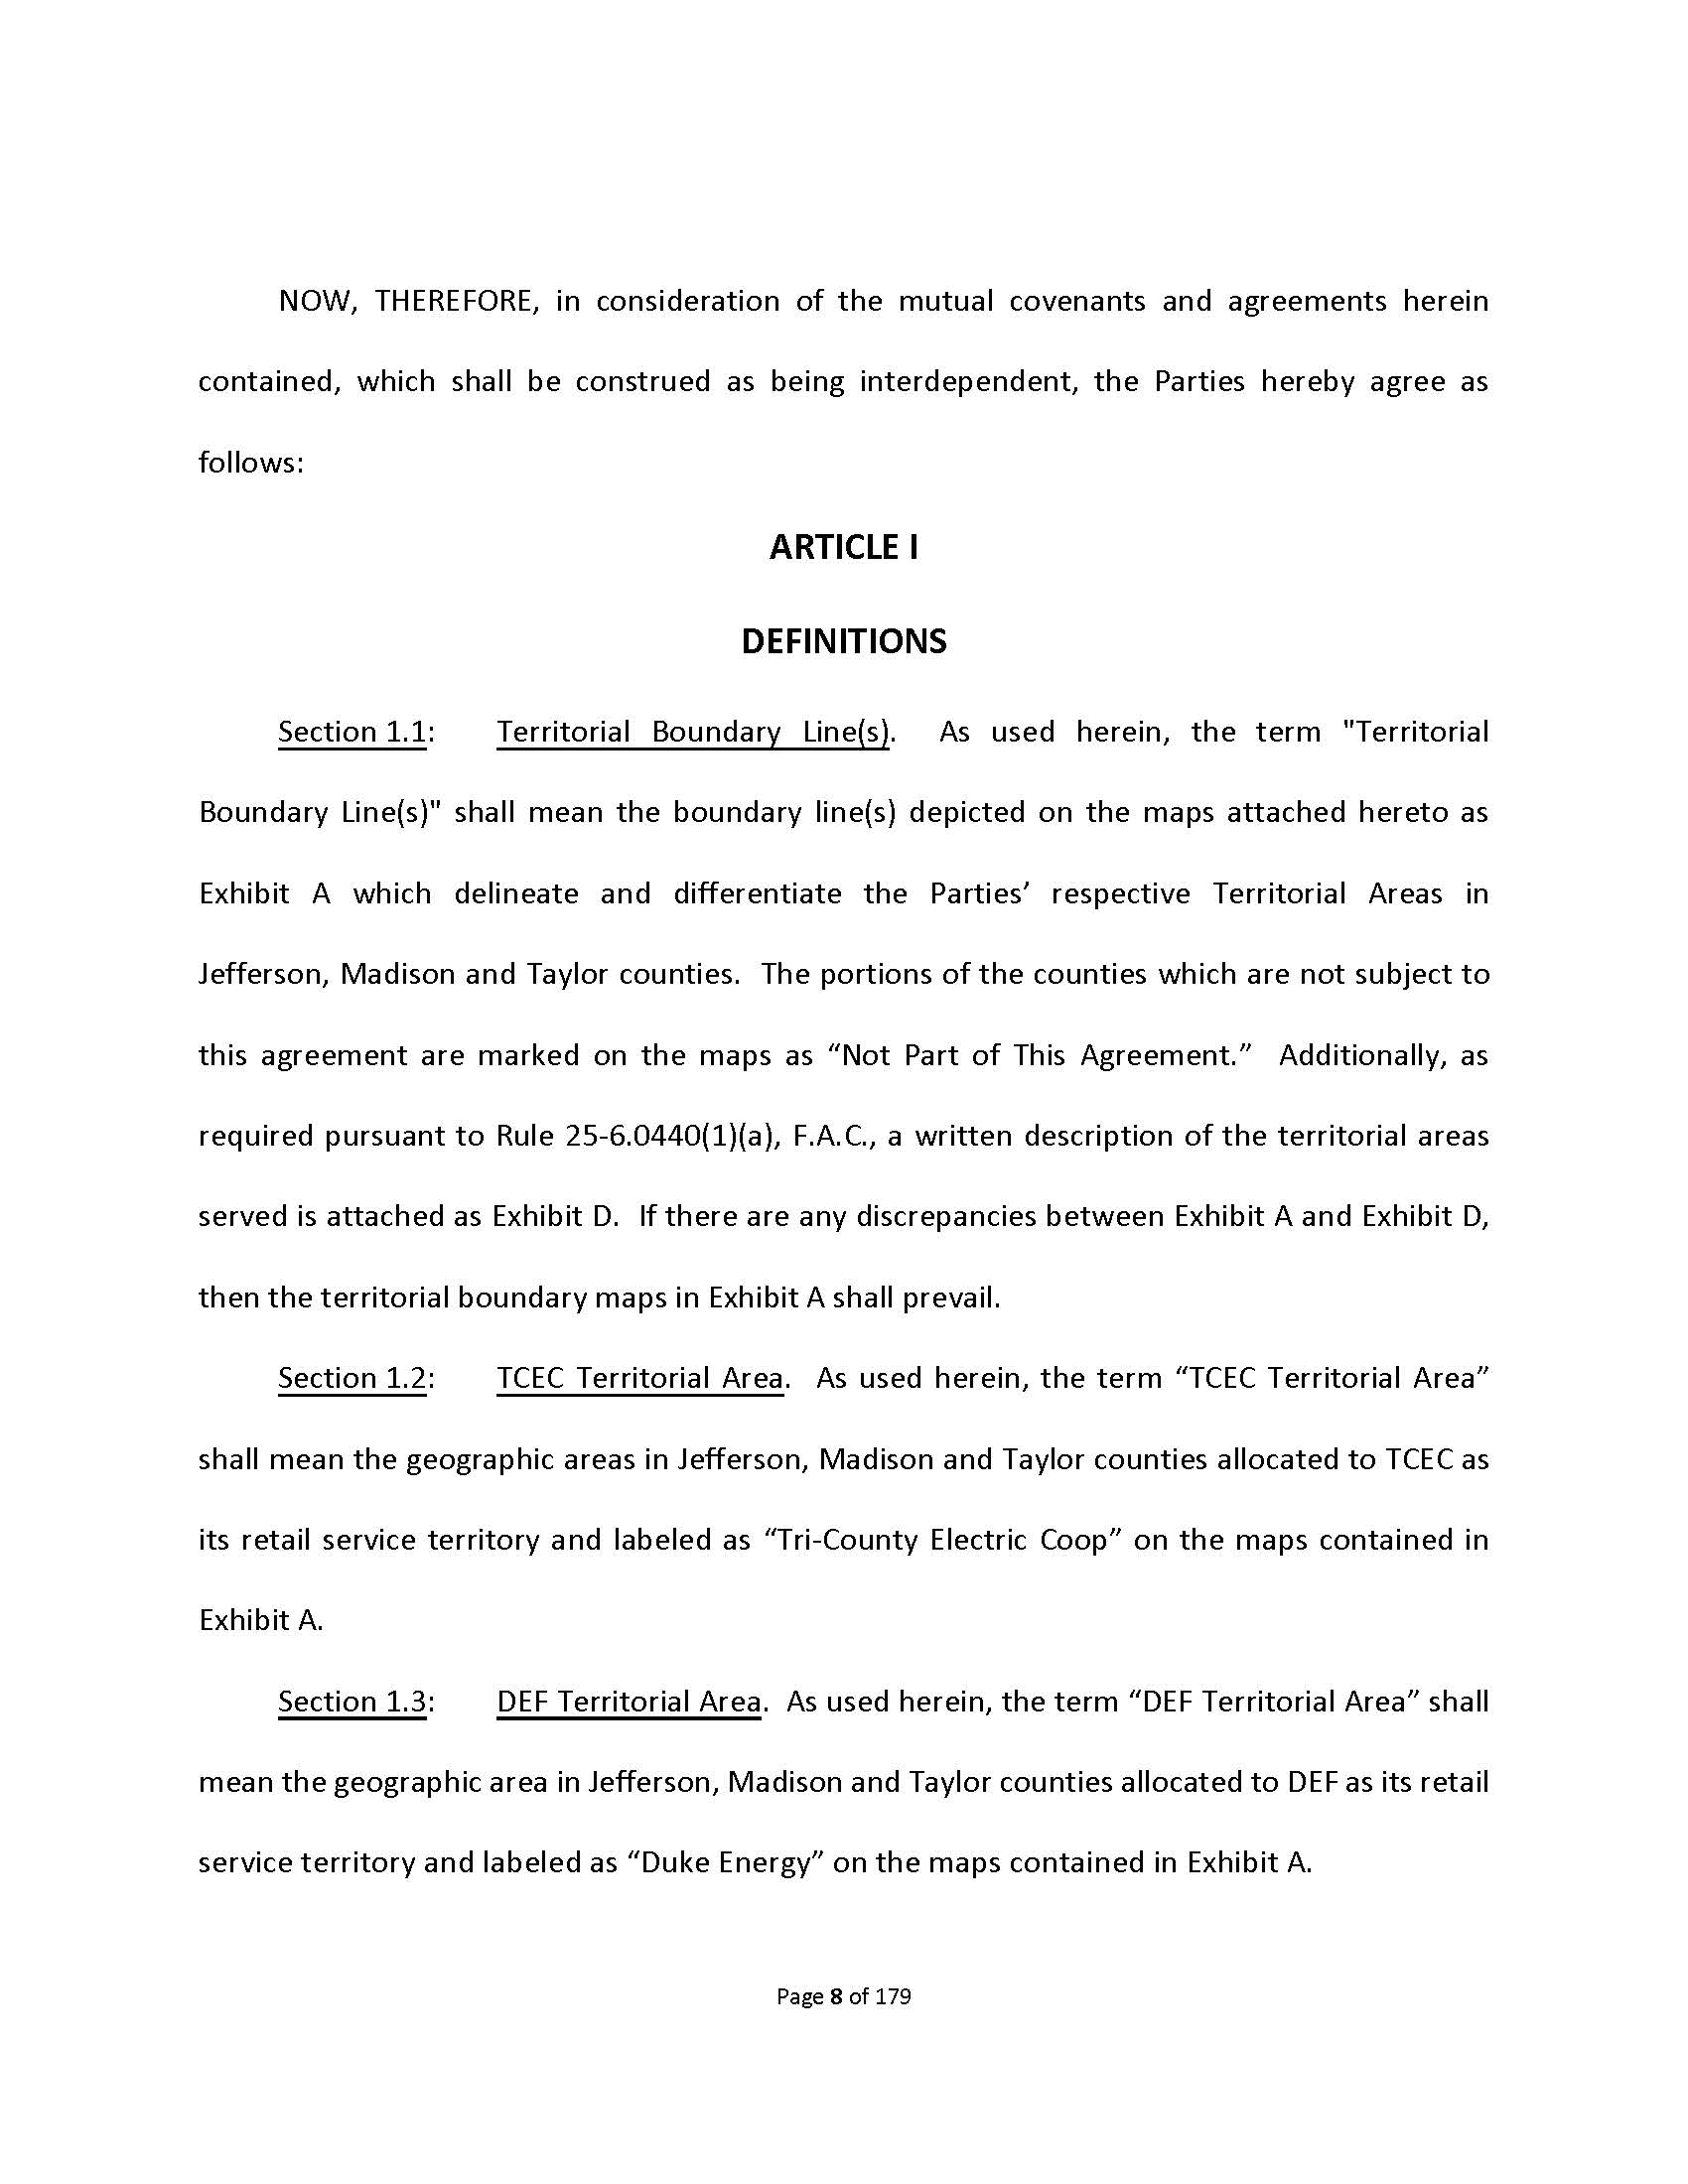 NOW, THEREFORE, in consideration of the mutual covenants and agreements herein
contained, which shall be construed as being interdependent, the Parties hereby agree as
follows:
ARTICLE I
DEFINITIONS
Section 1.1: Territorial Boundary Line(s). As used herein, the term "Territorial
Boundary Line(s)" shall mean the boundary line(s) depicted on the maps attached hereto as
Exhibit A which delineate and differentiate the Parties’ respective Territorial Areas in
Jefferson, Madison and Taylor counties. The portions of the counties which are not subject to
this agreement are marked on the maps as “Not Part of This Agreement.” Additionally, as
required pursuant to Rule 25-6.0440(1)(a), F.A.C., a written description of the territorial areas
served is attached as Exhibit D. If there are any discrepancies between Exhibit A and Exhibit D,
then the territorial boundary maps in Exhibit A shall prevail.
Section 1.2: TCEC Territorial Area. As used herein, the term “TCEC Territorial Area”
shall mean the geographic areas in Jefferson, Madison and Taylor counties allocated to TCEC as
its retail service territory and labeled as “Tri-County Electric Coop” on the maps contained in
Exhibit A.
Section 1.3: DEF Territorial Area. As used herein, the term “DEF Territorial Area” shall
mean the geographic area in Jefferson, Madison and Taylor counties allocated to DEF as its retail
service territory and labeled as “Duke Energy” on the maps contained in Exhibit A.
Page 8 of 179